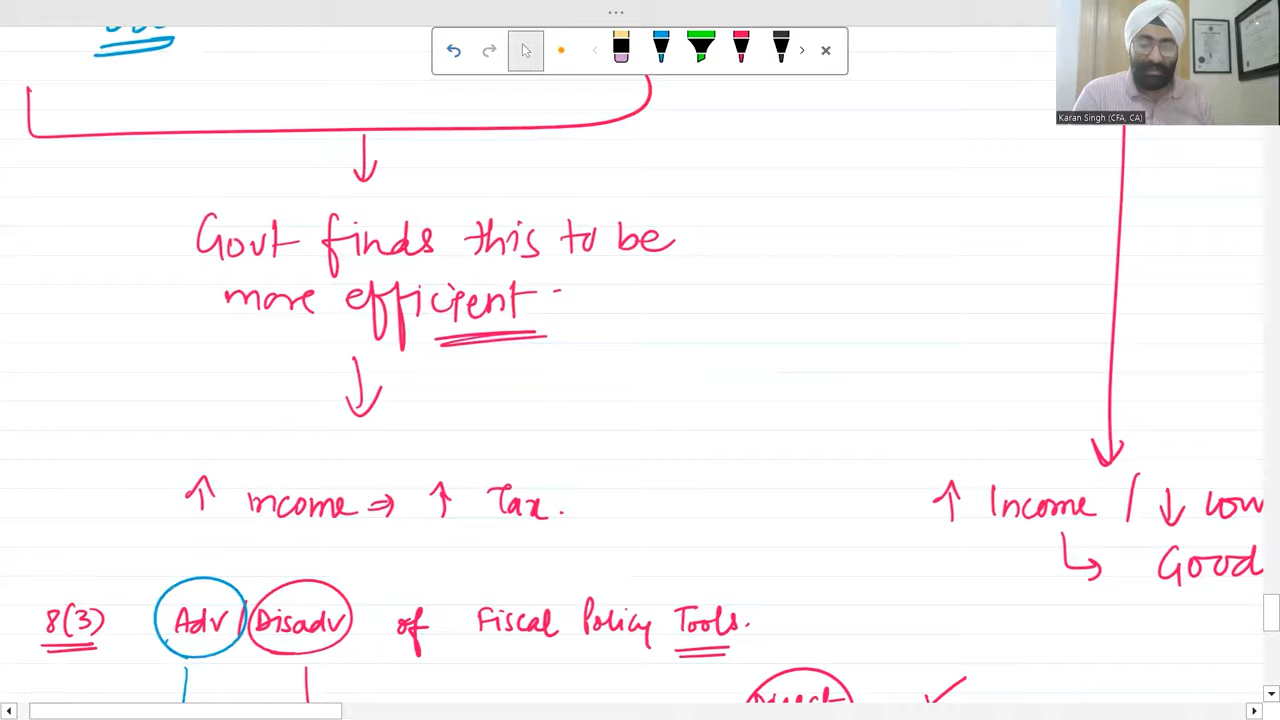 Karan Singh (CFA, CA)
Govt finds this to be
more efficient -
↑ income ⇒ ↑ Tax.
↑ Income / ↓ low
↳ Good
8(3) Adv / Disadv of Fiscal Policy Tools.